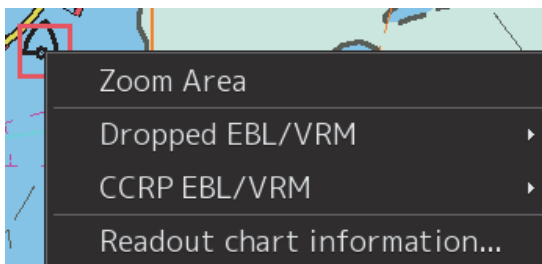 Zoom Area
Dropped EBL/VRM
CCRP EBL/VRM
Readout chart information...